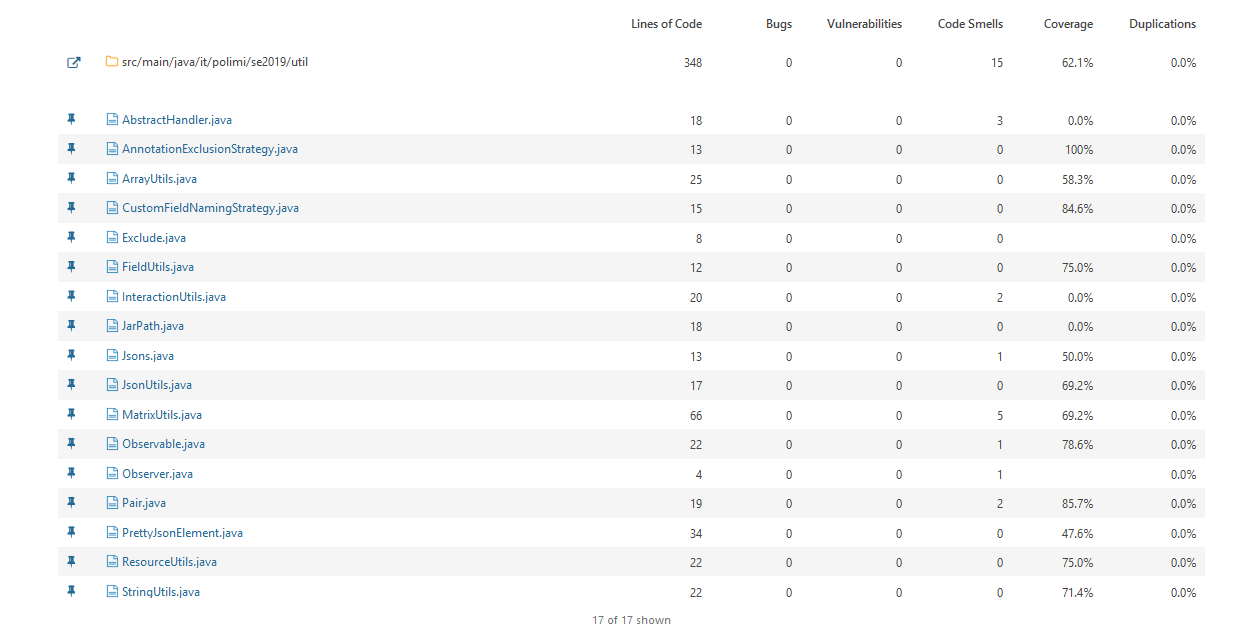 Lines of Code Bugs Vulnerabilities Code Smells Coverage Duplications
src/main/java/it/polimi/se2019/util 348 0 0 15 62.1% 0.0%
AbstractHandler.java 18 0 0 3 0.0% 0.0%
AnnotationExclusionStrategy.java 13 0 0 0 100% 0.0%
ArrayUtils.java 25 0 0 0 58.3% 0.0%
CustomFieldNamingStrategy.java 15 0 0 0 84.6% 0.0%
Exclude.java 8 0 0 0 0.0%
FieldUtils.java 12 0 0 0 75.0% 0.0%
InteractionUtils.java 20 0 0 2 0.0% 0.0%
JarPath.java 18 0 0 0 0.0% 0.0%
Jsons.java 13 0 0 1 50.0% 0.0%
JsonUtils.java 17 0 0 0 69.2% 0.0%
MatrixUtils.java 66 0 0 5 69.2% 0.0%
Observable.java 22 0 0 1 78.6% 0.0%
Observer.java 4 0 0 1 0.0%
Pair.java 19 0 0 2 85.7% 0.0%
PrettyJsonElement.java 34 0 0 0 47.6% 0.0%
ResourceUtils.java 22 0 0 0 75.0% 0.0%
StringUtils.java 22 0 0 0 71.4% 0.0%
17 of 17 shown